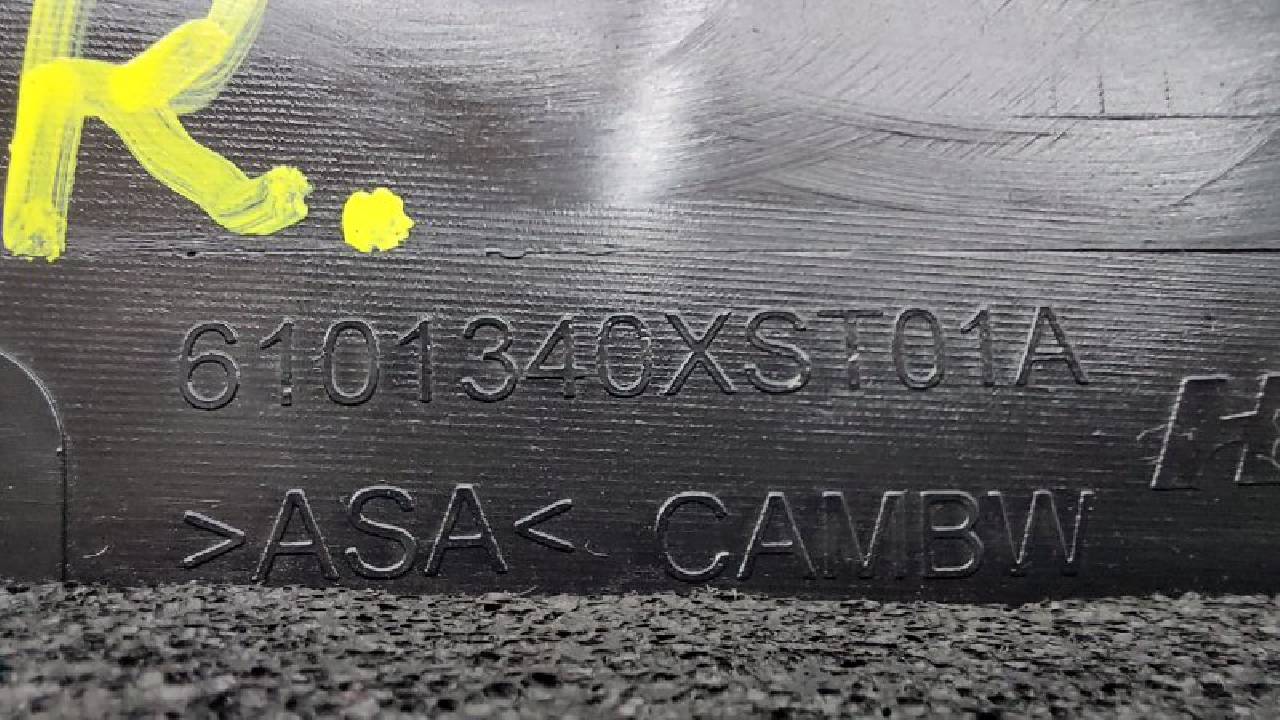 R.
6101340XST01A
>ASA< CAMBW